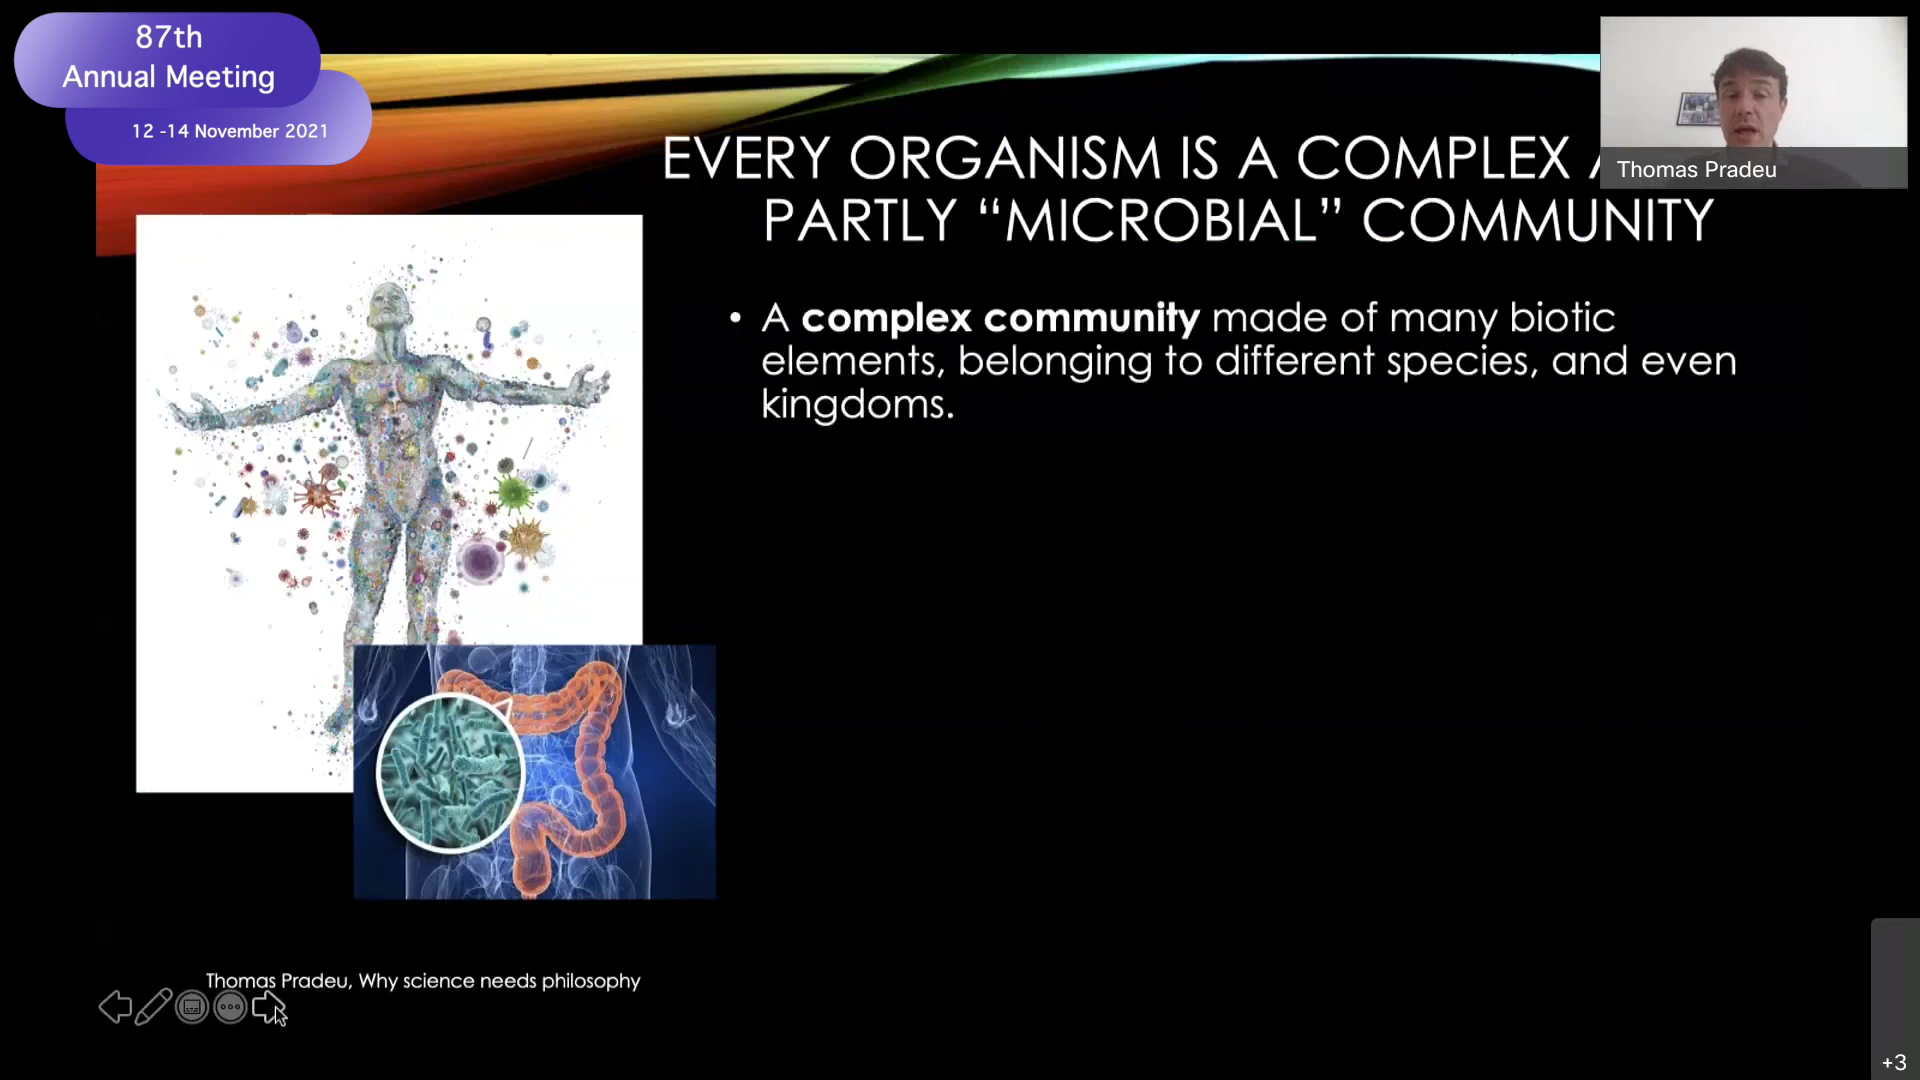 87th
Annual Meeting
12 -14 November 2021
Thomas Pradeu
EVERY ORGANISM IS A COMPLEX
PARTLY “MICROBIAL” COMMUNITY
• A complex community made of many biotic
elements, belonging to different species, and even
kingdoms.
Thomas Pradeu, Why science needs philosophy
+3